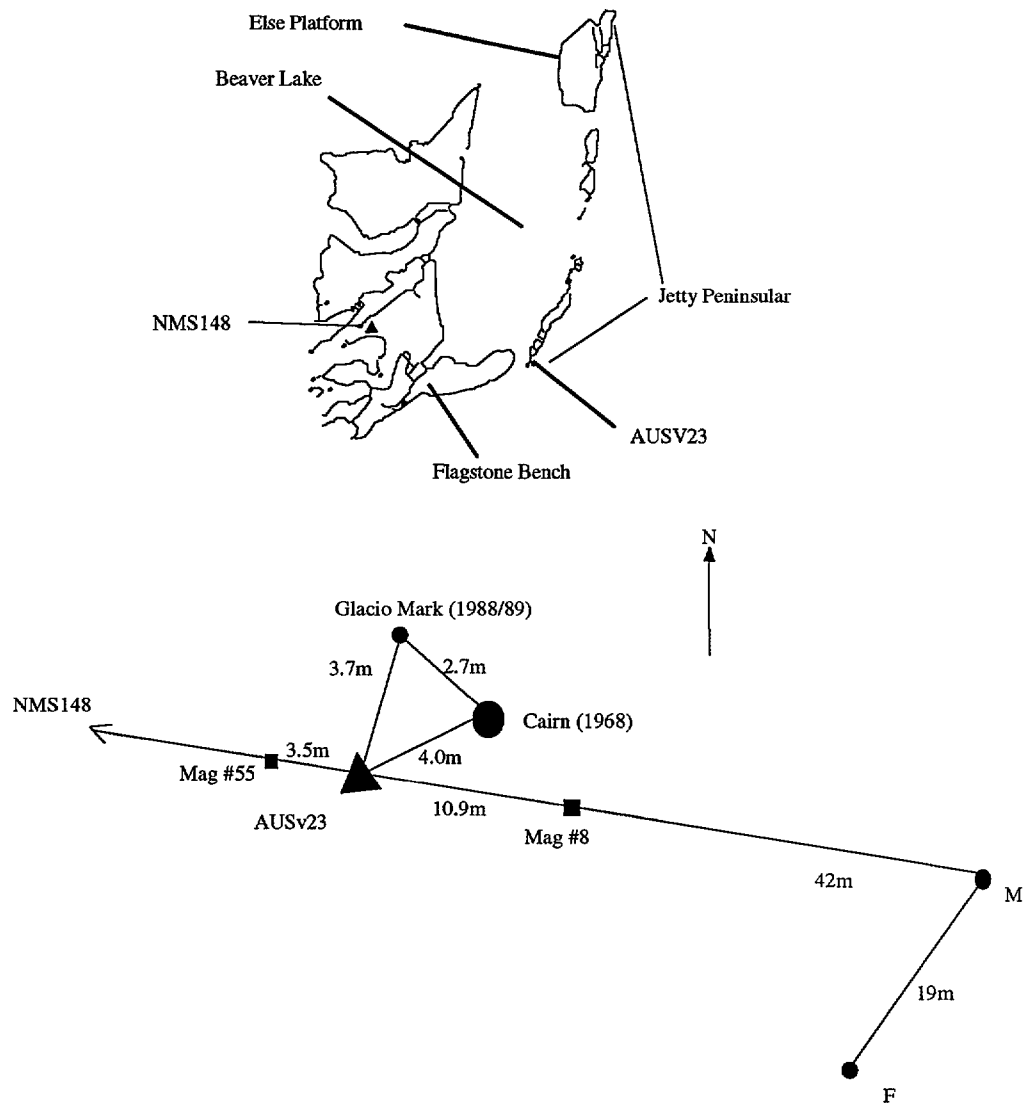 Else Platform
Beaver Lake
NMS148
Jetty Peninsular
AUSV23
Flagstone Bench
N
Glacio Mark (1988/89)
3.7m
2.7m
NMS148
Cairn (1968)
3.5m
4.0m
Mag #55
AUSv23
10.9m
Mag #8
42m
M
19m
F